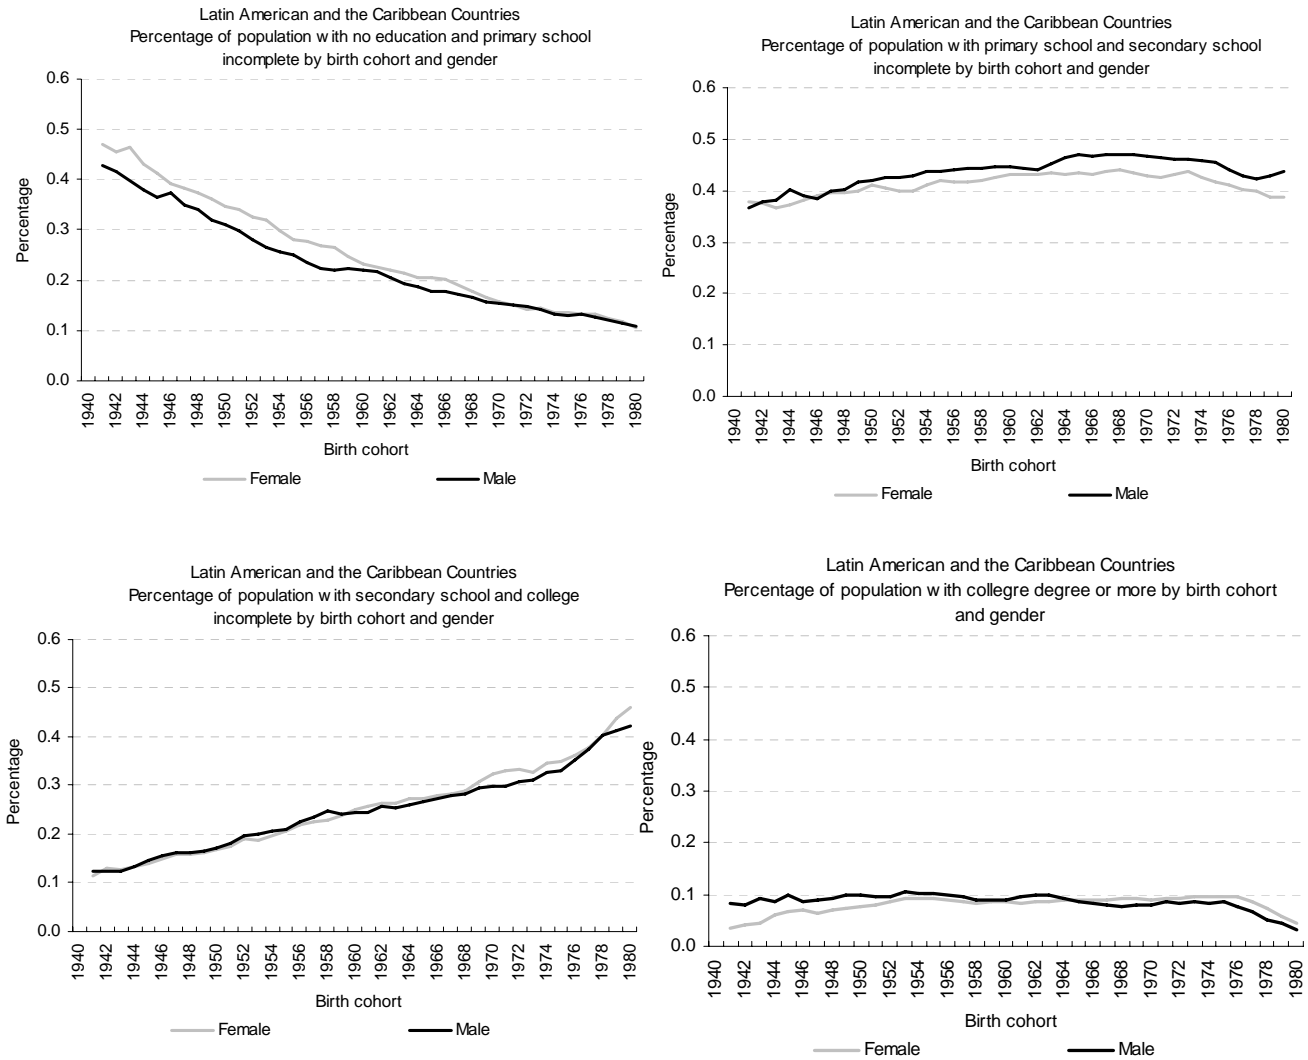 Latin American and the Caribbean Countries
Percentage of population with no education and primary school
incomplete by birth cohort and gender
0.6
0.5
0.4
0.3
0.2
0.1
0.0
Percentage
1940 1942 1944 1946 1948 1950 1952 1954 1956 1958 1960 1962 1964 1966 1968 1970 1972 1974 1976 1978 1980
Birth cohort
Female Male
Latin American and the Caribbean Countries
Percentage of population with primary school and secondary school
incomplete by birth cohort and gender
0.6
0.5
0.4
0.3
0.2
0.1
0.0
Percentage
1940 1942 1944 1946 1948 1950 1952 1954 1956 1958 1960 1962 1964 1966 1968 1970 1972 1974 1976 1978 1980
Birth cohort
Female Male
Latin American and the Caribbean Countries
Percentage of population with secondary school and college
incomplete by birth cohort and gender
0.6
0.5
0.4
0.3
0.2
0.1
0.0
Percentage
1940 1942 1944 1946 1948 1950 1952 1954 1956 1958 1960 1962 1964 1966 1968 1970 1972 1974 1976 1978 1980
Birth cohort
Female Male
Latin American and the Caribbean Countries
Percentage of population with collegre degree or more by birth cohort
and gender
0.6
0.5
0.4
0.3
0.2
0.1
0.0
Percentage
1940 1942 1944 1946 1948 1950 1952 1954 1956 1958 1960 1962 1964 1966 1968 1970 1972 1974 1976 1978 1980
Birth cohort
Female Male